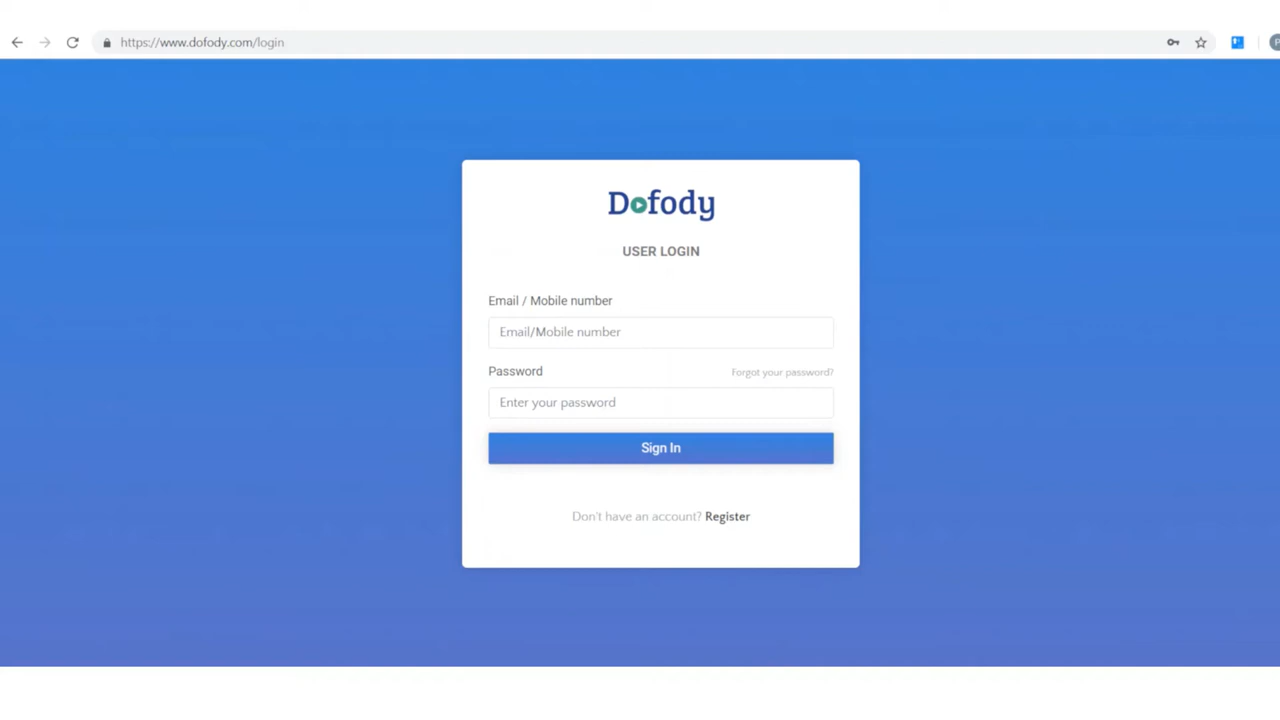 https://www.dofody.com/login
Dofody
USER LOGIN
Email / Mobile number
Email/Mobile number
Password Forgot your password?
Enter your password
Sign In
Don't have an account? Register